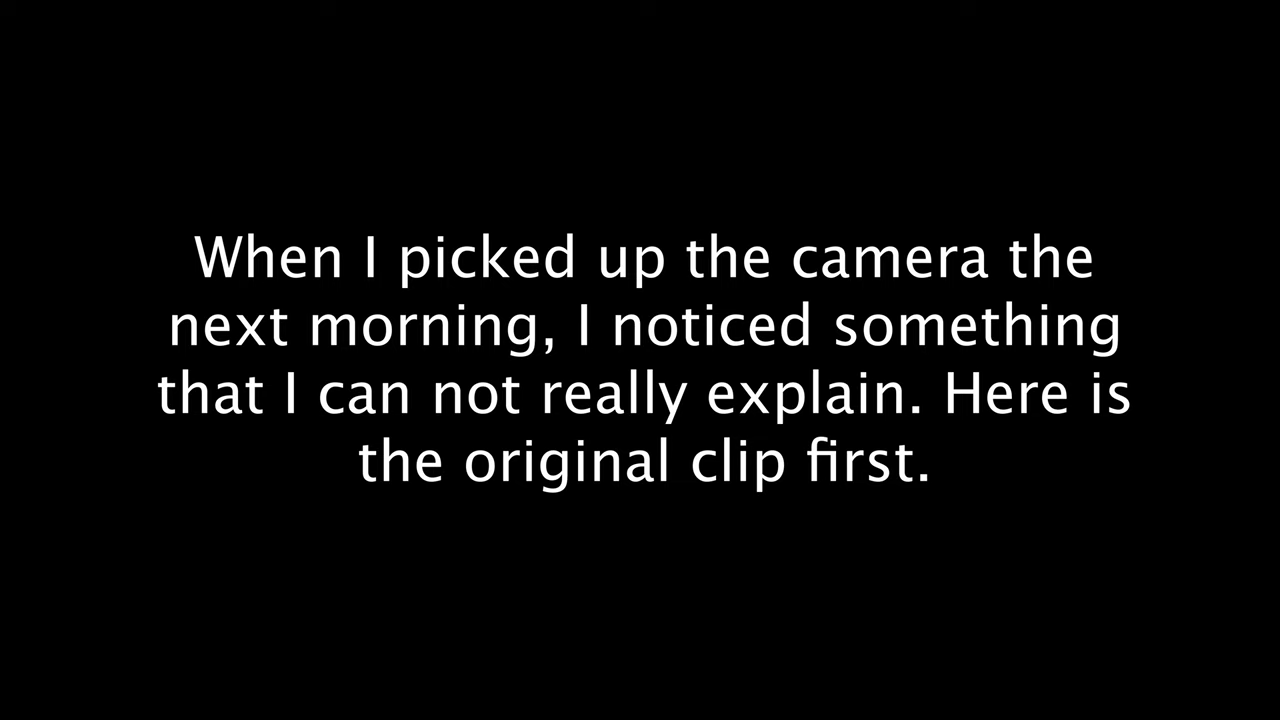 When I picked up the camera the
next morning, I noticed something
that I can not really explain. Here is
the original clip first.